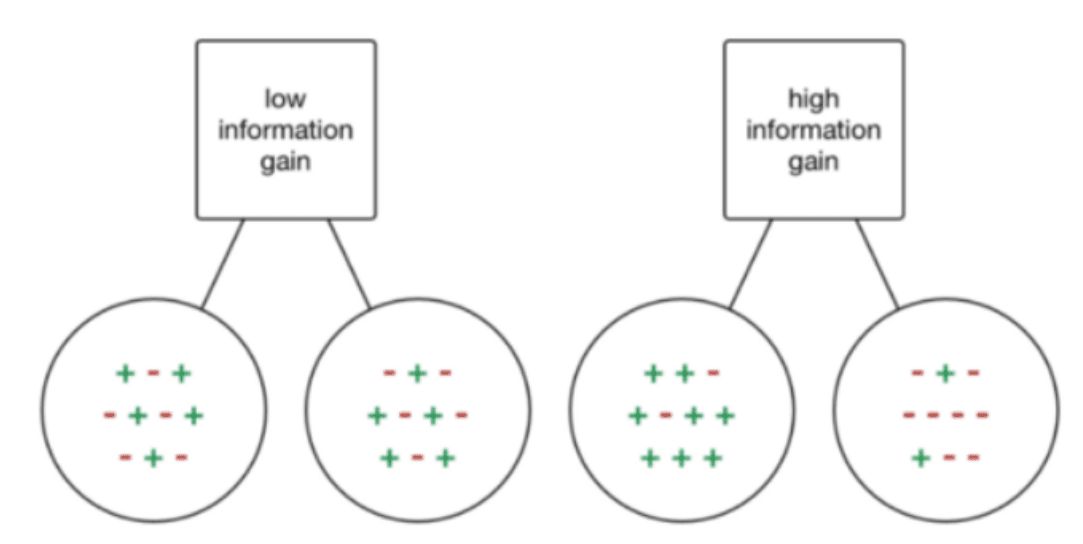 low
information
gain
high
information
gain
+ - +
- + - +
- + -
- + -
+ - + -
+ - +
+ + -
+ - + +
+ + +
- + -
- - - -
+ - -